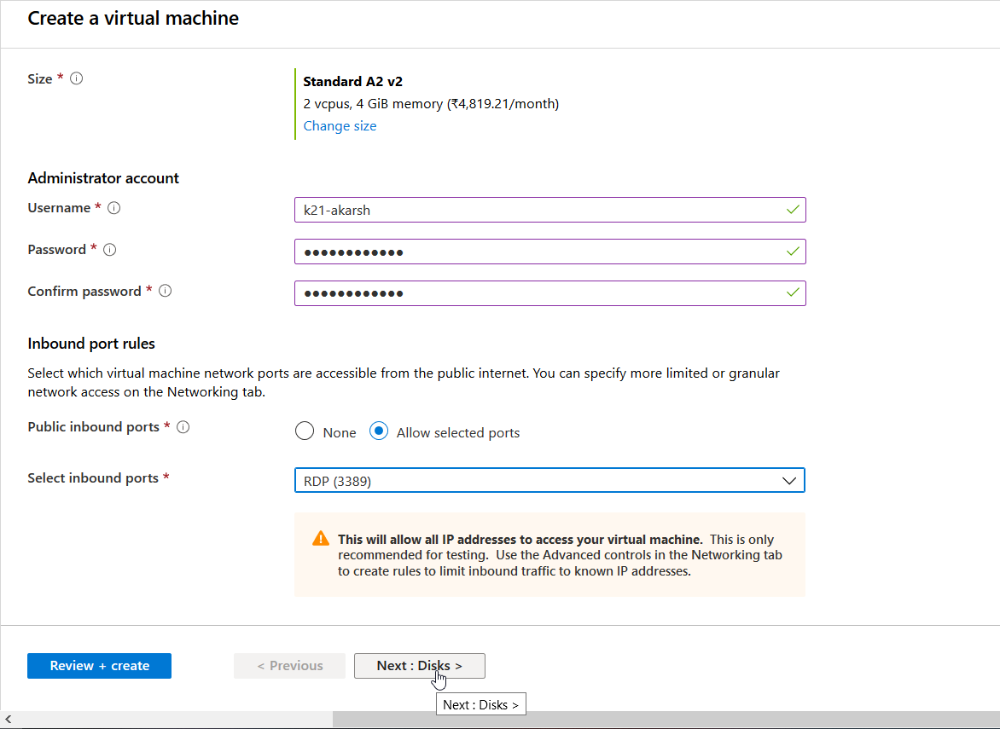 Create a virtual machine
Size *
Standard A2 v2
2 vcpus, 4 GiB memory (₹4,819.21/month)
Change size
Administrator account
Username *
k21-akarsh
Password *
●●●●●●●●●●●●
Confirm password *
●●●●●●●●●●●●
Inbound port rules
Select which virtual machine network ports are accessible from the public internet. You can specify more limited or granular
network access on the Networking tab.
Public inbound ports *
None
Allow selected ports
Select inbound ports *
RDP (3389)
This will allow all IP addresses to access your virtual machine. This is only
recommended for testing. Use the Advanced controls in the Networking tab
to create rules to limit inbound traffic to known IP addresses.
Review + create
< Previous
Next : Disks >
Next : Disks >